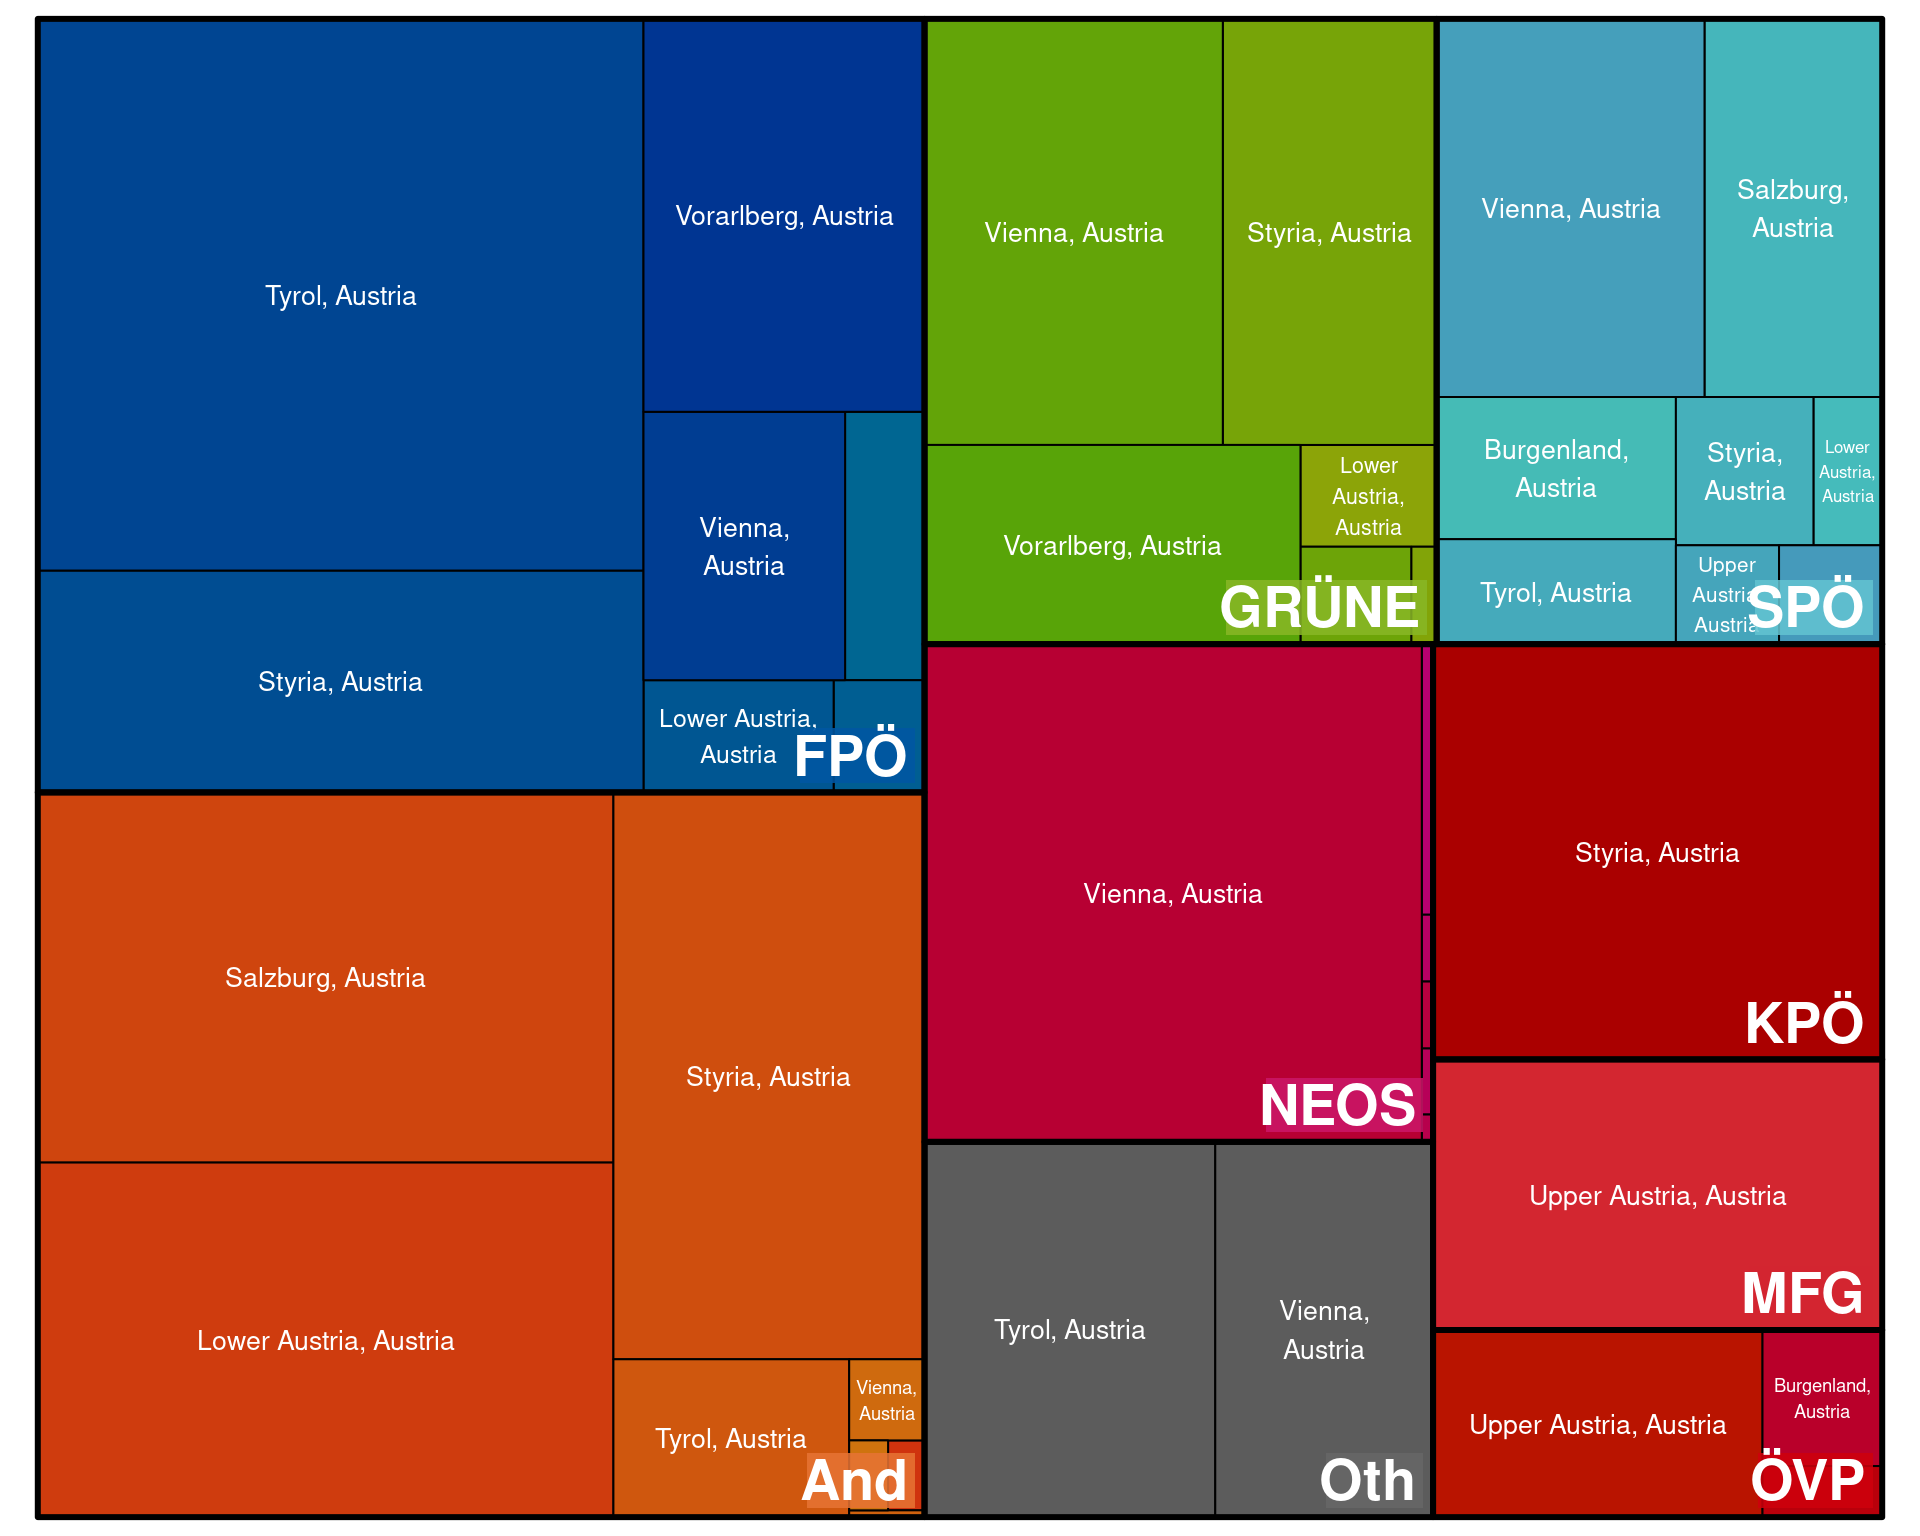 Tyrol, Austria
Styria, Austria
Vorarlberg, Austria
Vienna,
Austria
Lower Austria,
Austria
FPÖ
Salzburg, Austria
Lower Austria, Austria
Styria, Austria
Tyrol, Austria
Vienna,
Austria
And
Vienna, Austria
Styria, Austria
Vorarlberg, Austria
Lower
Austria,
Austria
GRÜNE
Vienna, Austria
Salzburg,
Austria
Burgenland,
Austria
Tyrol, Austria
Styria,
Austria
Lower
Austria,
Austria
Upper
Austria,
Austria
SPÖ
Vienna, Austria
NEOS
Tyrol, Austria
Vienna,
Austria
Oth
Styria, Austria
KPÖ
Upper Austria, Austria
MFG
Upper Austria, Austria
Burgenland,
Austria
ÖVP